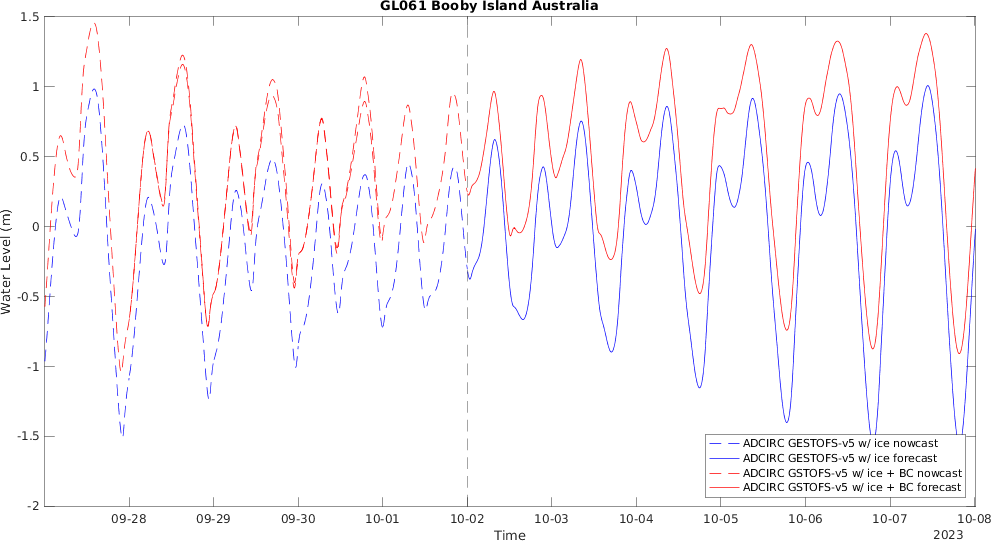 GL061 Booby Island Australia
Water Level (m)
1.5
1
0.5
0
-0.5
-1
-1.5
-2
ADCIRC GESTOFS-v5 w/ ice nowcast
ADCIRC GESTOFS-v5 w/ ice forecast
ADCIRC GSTOFS-v5 w/ ice + BC nowcast
ADCIRC GSTOFS-v5 w/ ice + BC forecast
09-28 09-29 09-30 10-01 10-02 10-03 10-04 10-05 10-06 10-07 10-08
Time
2023